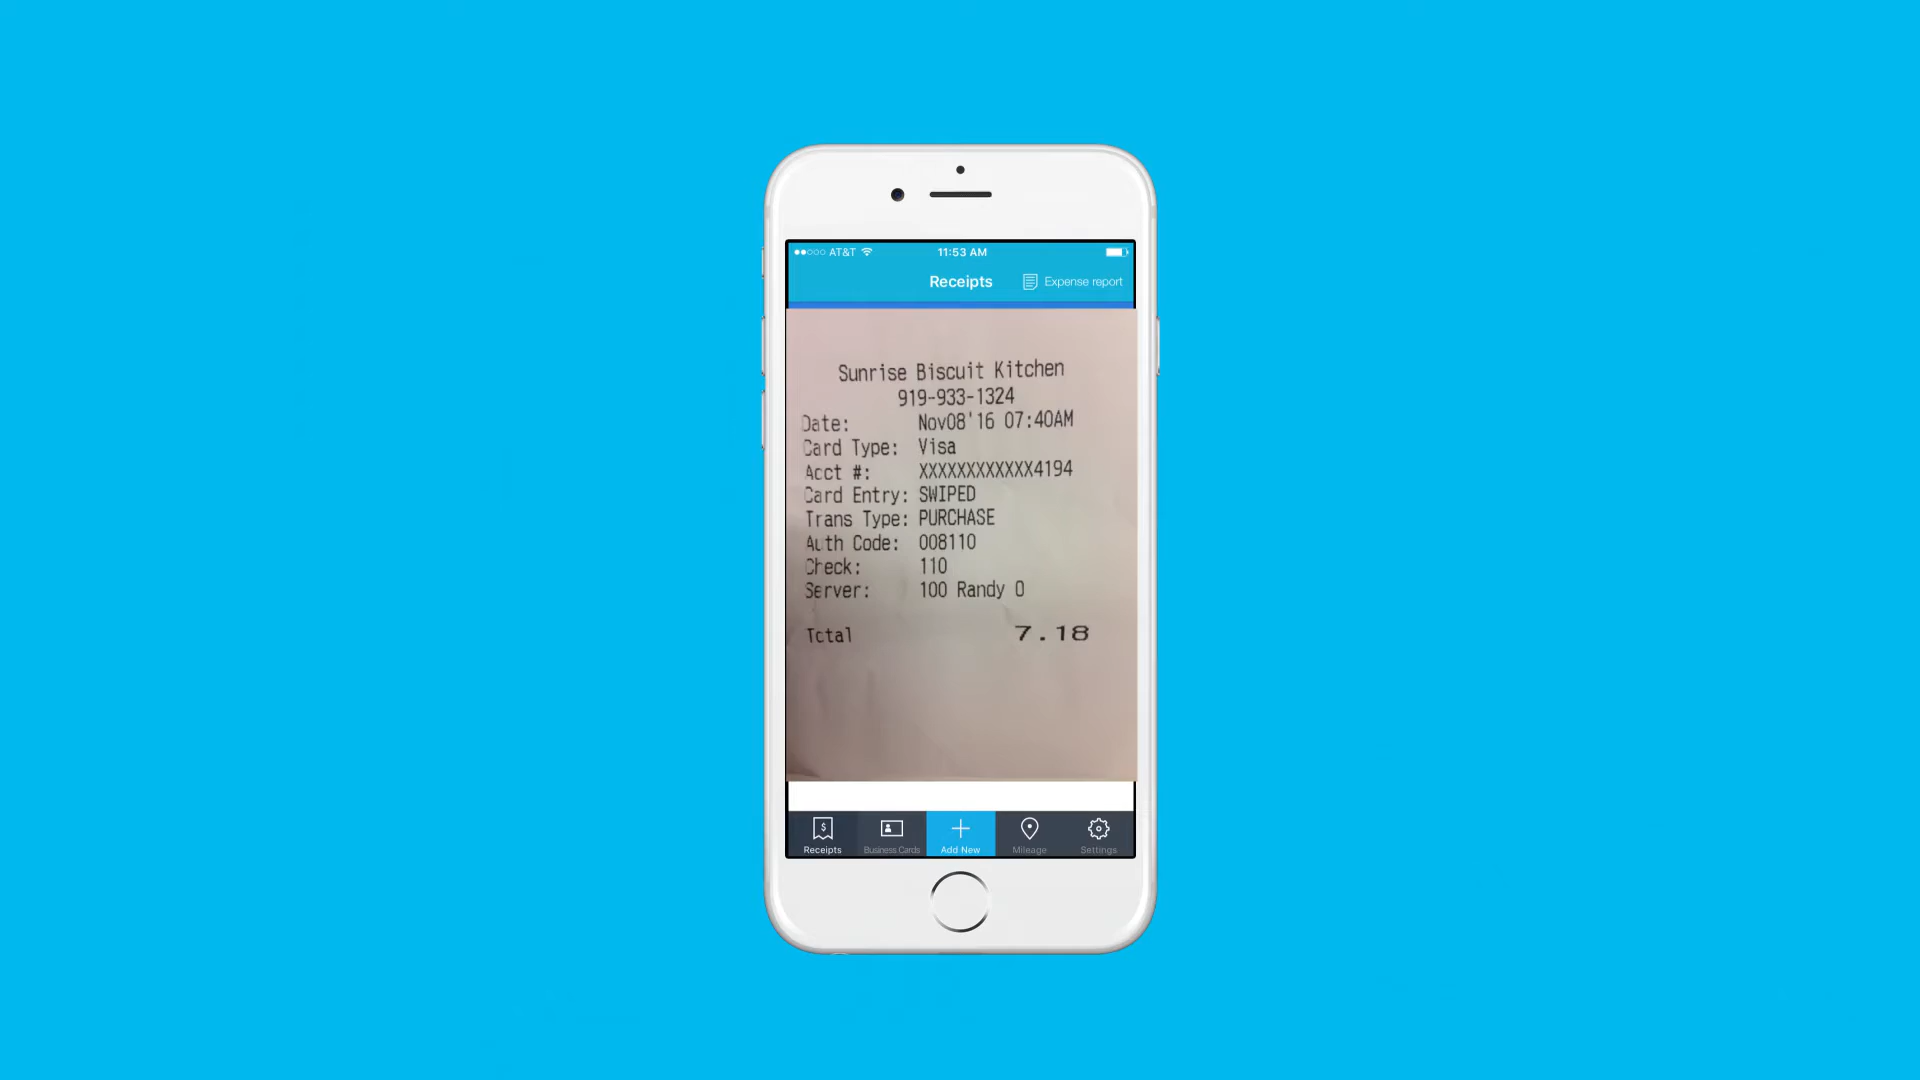 AT&T 11:53 AM
Receipts Expense report
Sunrise Biscuit Kitchen
919-933-1324
Date: Nov08'16 07:40AM
Card Type: Visa
Acct #: XXXXXXXXXXXX4194
Card Entry: SWIPED
Trans Type: PURCHASE
Auth Code: 008110
Check: 110
Server: 100 Randy O
Total 7.18
Receipts Business Cards Add New Mileage Settings